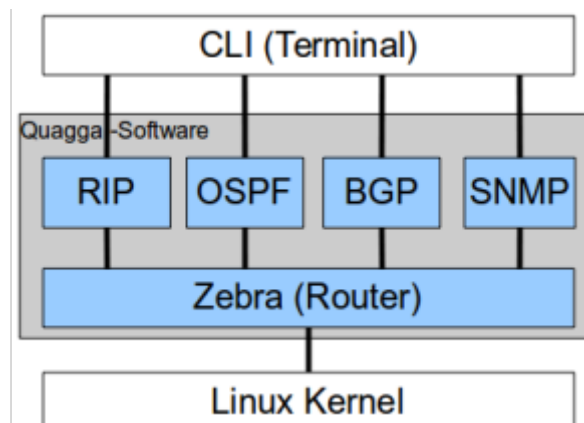 CLI (Terminal)
Quagga-Software
RIP OSPF BGP SNMP
Zebra (Router)
Linux Kernel